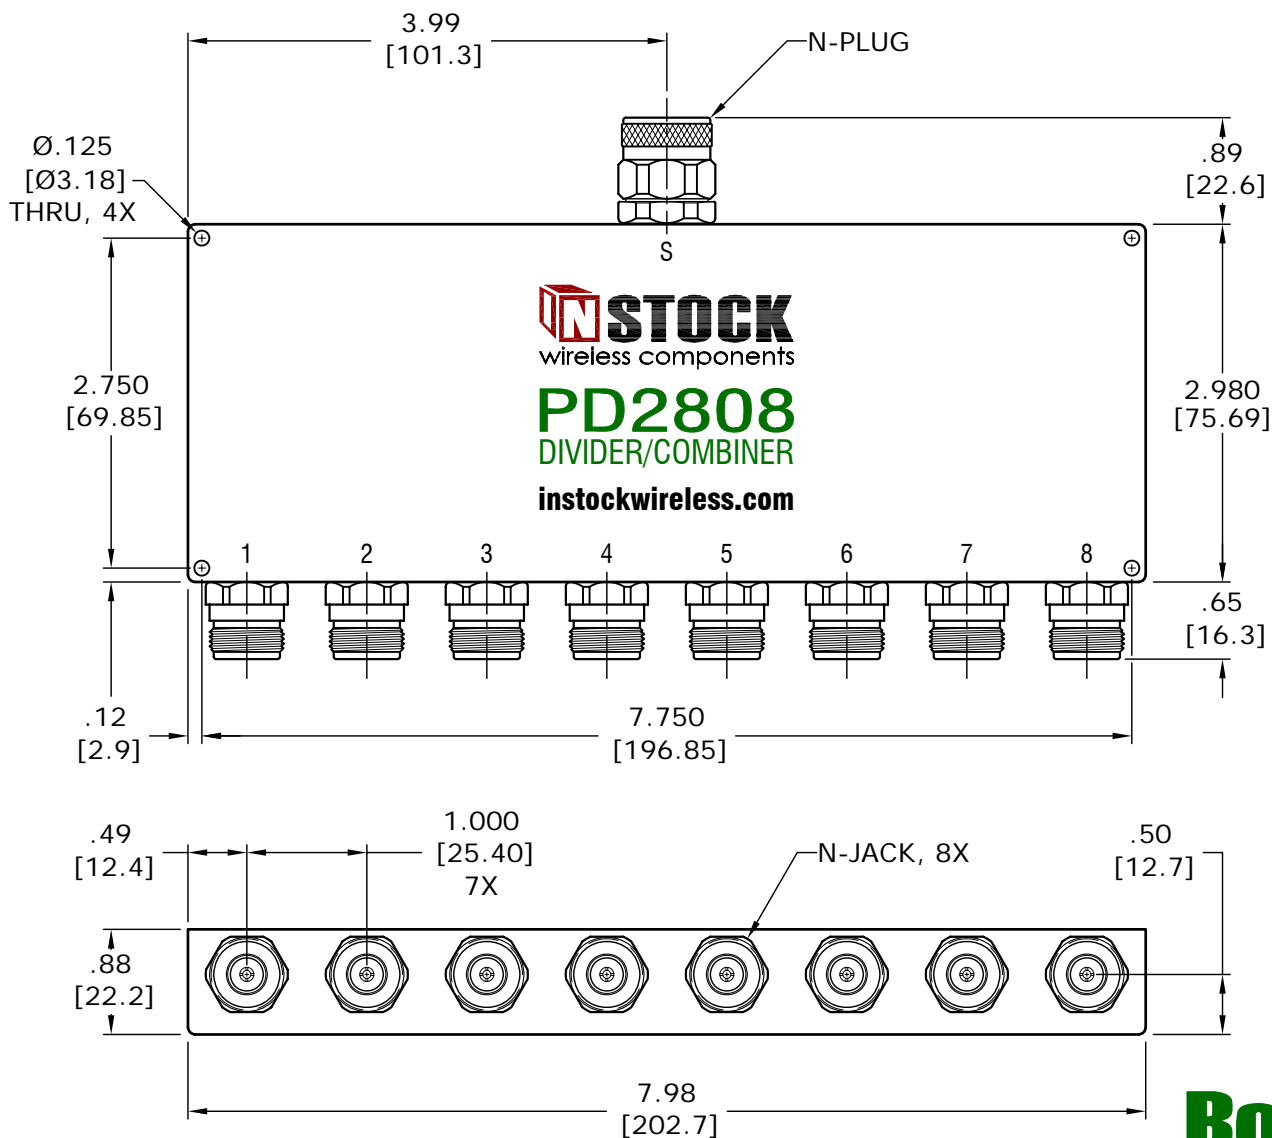 3.99
[101.3]
N-PLUG
Ø.125
[Ø3.18]
THRU, 4X
.89
[22.6]
S
IN STOCK
wireless components
PD2808
DIVIDER/COMBINER
instockwireless.com
2.750
[69.85]
2.980
[75.69]
1 2 3 4 5 6 7 8
.65
[16.3]
.12
[2.9]
7.750
[196.85]
.49
[12.4]
1.000
[25.40]
7X
N-JACK, 8X
.50
[12.7]
.88
[22.2]
7.98
[202.7]